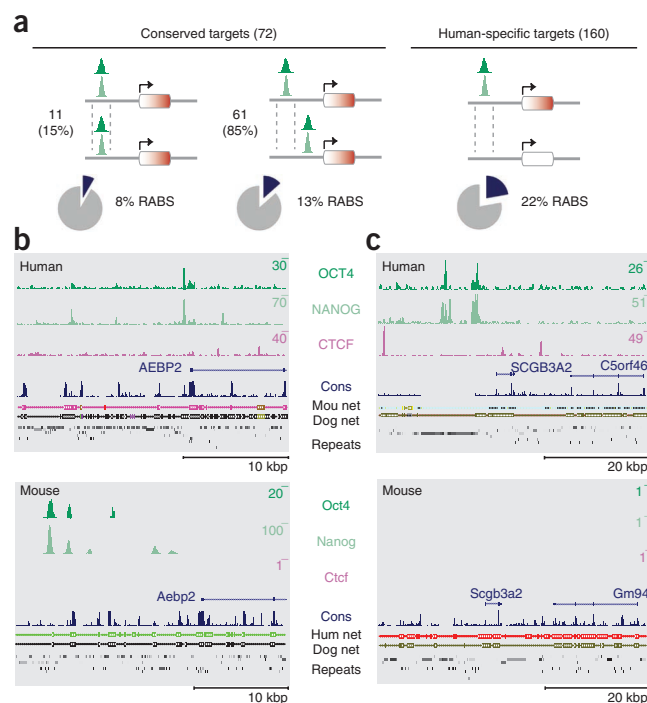 a
Conserved targets (72)
Human-specific targets (160)
11
(15%)
61
(85%)
8% RABS
13% RABS
22% RABS
b
Human
30
70
40
AEBP2
10 kbp
OCT4
NANOG
CTCF
Cons
Mou net
Dog net
Repeats
c
Human
26
51
49
SCGB3A2
C5orf46
20 kbp
Mouse
20
100
1
Aebp2
10 kbp
Oct4
Nanog
Ctcf
Cons
Hum net
Dog net
Repeats
Mouse
1
1
1
Scgb3a2
Gm94
20 kbp